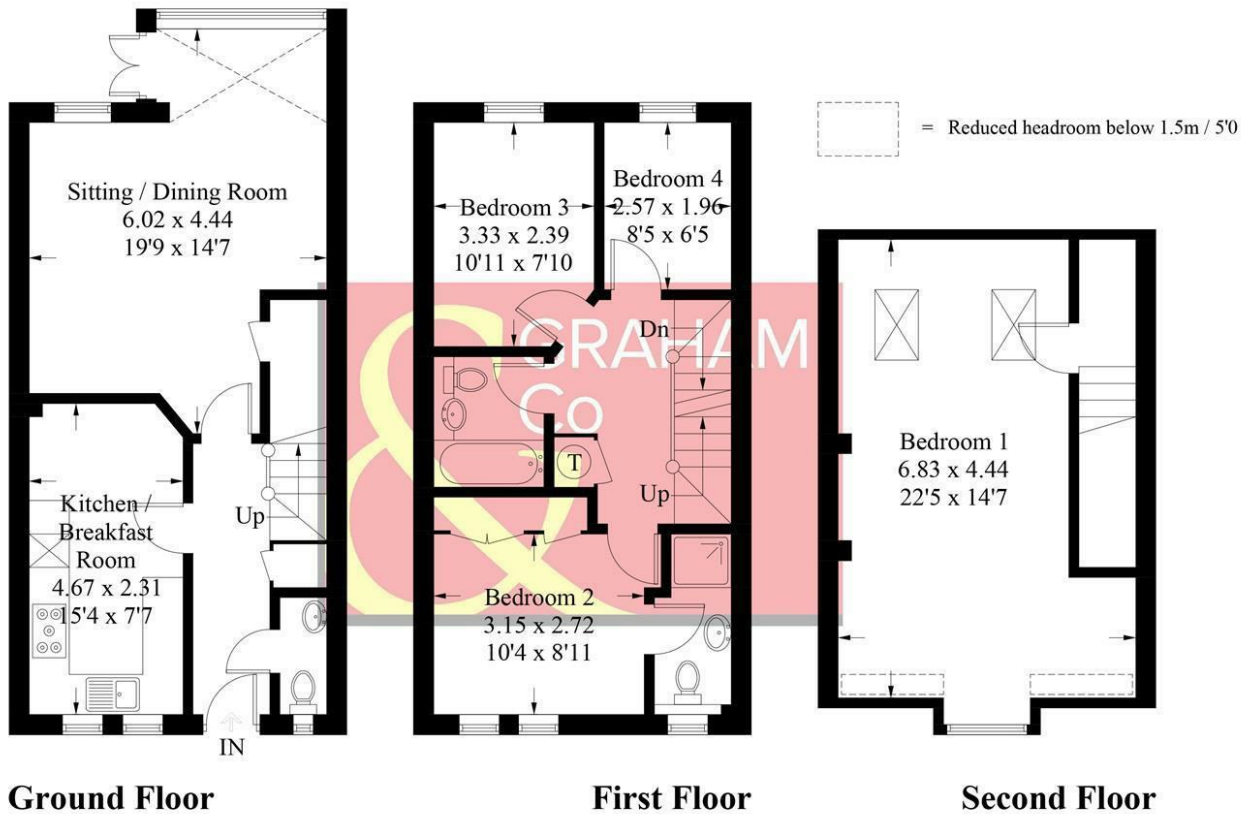 Sitting / Dining Room
6.02 x 4.44
19'9 x 14'7
Kitchen /
Breakfast
Room
4.67 x 2.31
15'4 x 7'7
Up
IN
Ground Floor
Bedroom 3
3.33 x 2.39
10'11 x 7'10
Bedroom 4
2.57 x 1.96
8'5 x 6'5
Dn
& GRAHAM
Co
T
Up
Bedroom 2
3.15 x 2.72
10'4 x 8'11
First Floor
= Reduced headroom below 1.5m / 5'0
Bedroom 1
6.83 x 4.44
22'5 x 14'7
Second Floor